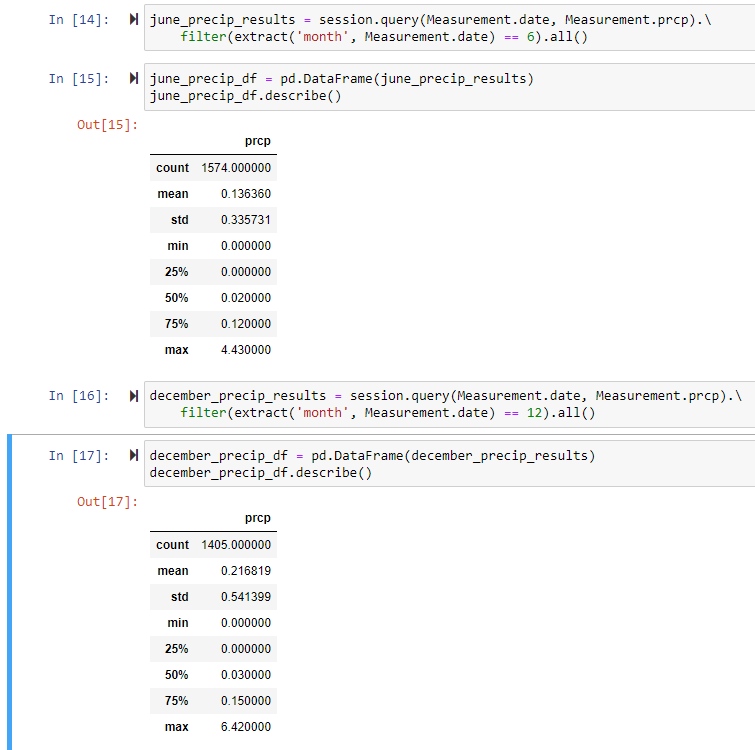 In [14]: june_precip_results = session.query(Measurement.date, Measurement.prcp).\
filter(extract('month', Measurement.date) == 6).all()
In [15]: june_precip_df = pd.DataFrame(june_precip_results)
june_precip_df.describe()
Out[15]:
prcp
count 1574.000000
mean 0.136360
std 0.335731
min 0.000000
25% 0.000000
50% 0.020000
75% 0.120000
max 4.430000
In [16]: december_precip_results = session.query(Measurement.date, Measurement.prcp).\
filter(extract('month', Measurement.date) == 12).all()
In [17]: december_precip_df = pd.DataFrame(december_precip_results)
december_precip_df.describe()
Out[17]:
prcp
count 1405.000000
mean 0.216819
std 0.541399
min 0.000000
25% 0.000000
50% 0.030000
75% 0.150000
max 6.420000